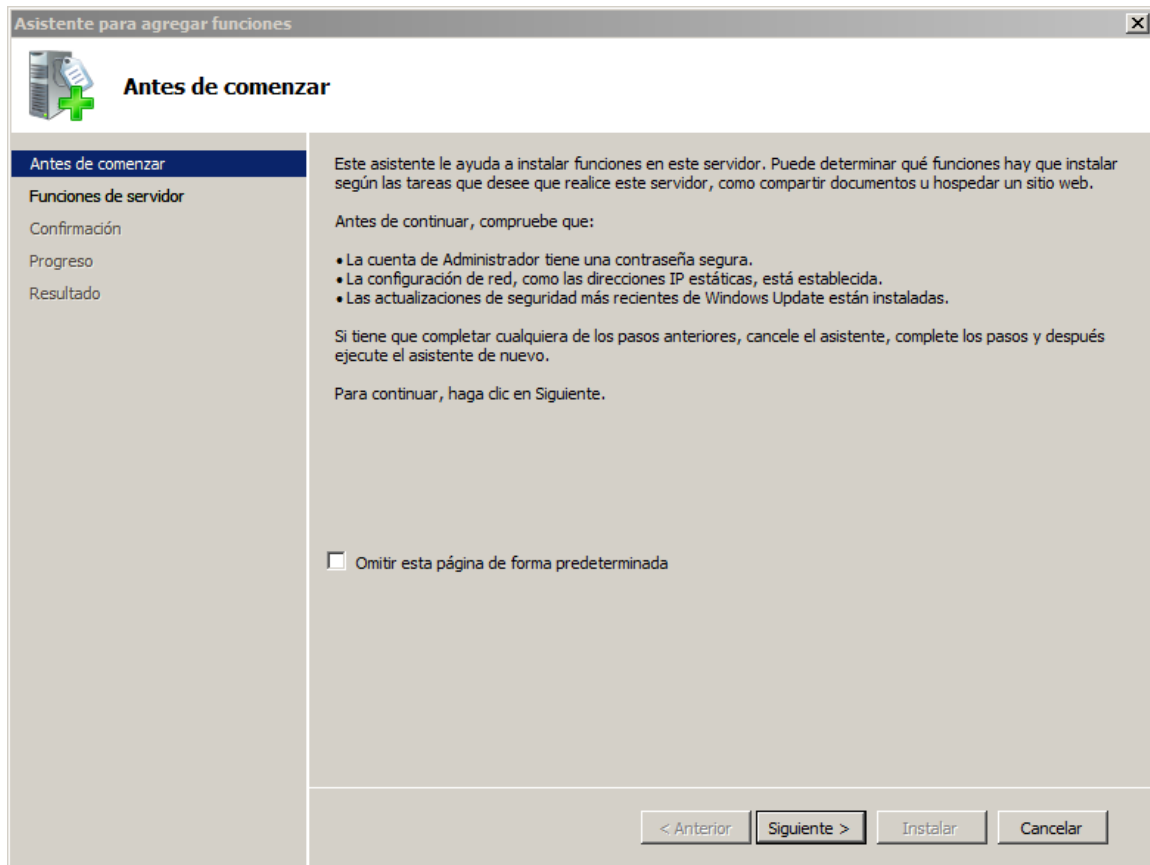 Asistente para agregar funciones
Antes de comenzar
Antes de comenzar
Funciones de servidor
Confirmación
Progreso
Resultado
Este asistente le ayuda a instalar funciones en este servidor. Puede determinar qué funciones hay que instalar
según las tareas que desee que realice este servidor, como compartir documentos u hospedar un sitio web.
Antes de continuar, compruebe que:
• La cuenta de Administrador tiene una contraseña segura.
• La configuración de red, como las direcciones IP estáticas, está establecida.
• Las actualizaciones de seguridad más recientes de Windows Update están instaladas.
Si tiene que completar cualquiera de los pasos anteriores, cancele el asistente, complete los pasos y después
ejecute el asistente de nuevo.
Para continuar, haga clic en Siguiente.
Omitir esta página de forma predeterminada
< Anterior Siguiente > Instalar Cancelar